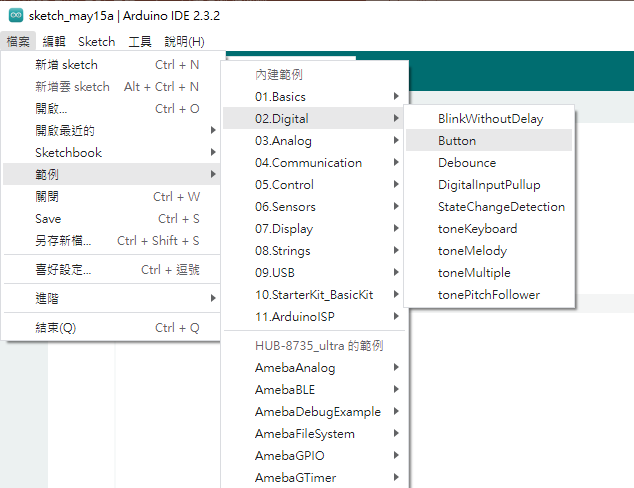 sketch_may15a | Arduino IDE 2.3.2
檔案 編輯 Sketch 工具 說明(H)
新增 sketch Ctrl + N
新增雲 sketch Alt + Ctrl + N
開啟... Ctrl + O
開啟最近的
Sketchbook
範例
關閉 Ctrl + W
Save Ctrl + S
另存新檔... Ctrl + Shift + S
喜好設定... Ctrl + 逗號
進階
結束(Q) Ctrl + Q
內建範例
01.Basics
02.Digital
03.Analog
04.Communication
05.Control
06.Sensors
07.Display
08.Strings
09.USB
10.StarterKit_BasicKit
11.ArduinoISP
HUB-8735_ultra 的範例
AmebaAnalog
AmebaBLE
AmebaDebugExample
AmebaFileSystem
AmebaGPIO
AmebaGTimer
BlinkWithoutDelay
Button
Debounce
DigitalInputPullup
StateChangeDetection
toneKeyboard
toneMelody
toneMultiple
tonePitchFollower